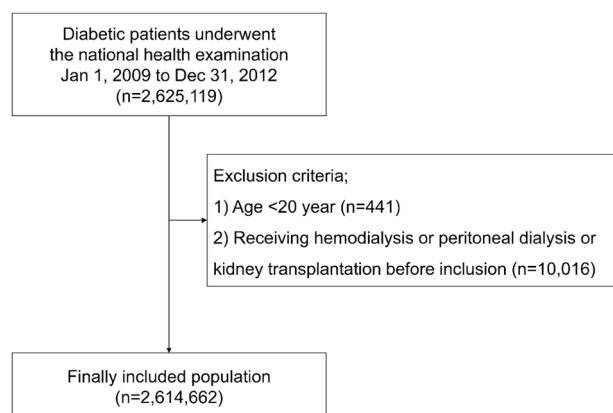 Diabetic patients underwent
the national health examination
Jan 1, 2009 to Dec 31, 2012
(n=2,625,119)
Exclusion criteria;
1) Age <20 year (n=441)
2) Receiving hemodialysis or peritoneal dialysis or
kidney transplantation before inclusion (n=10,016)
Finally included population
(n=2,614,662)